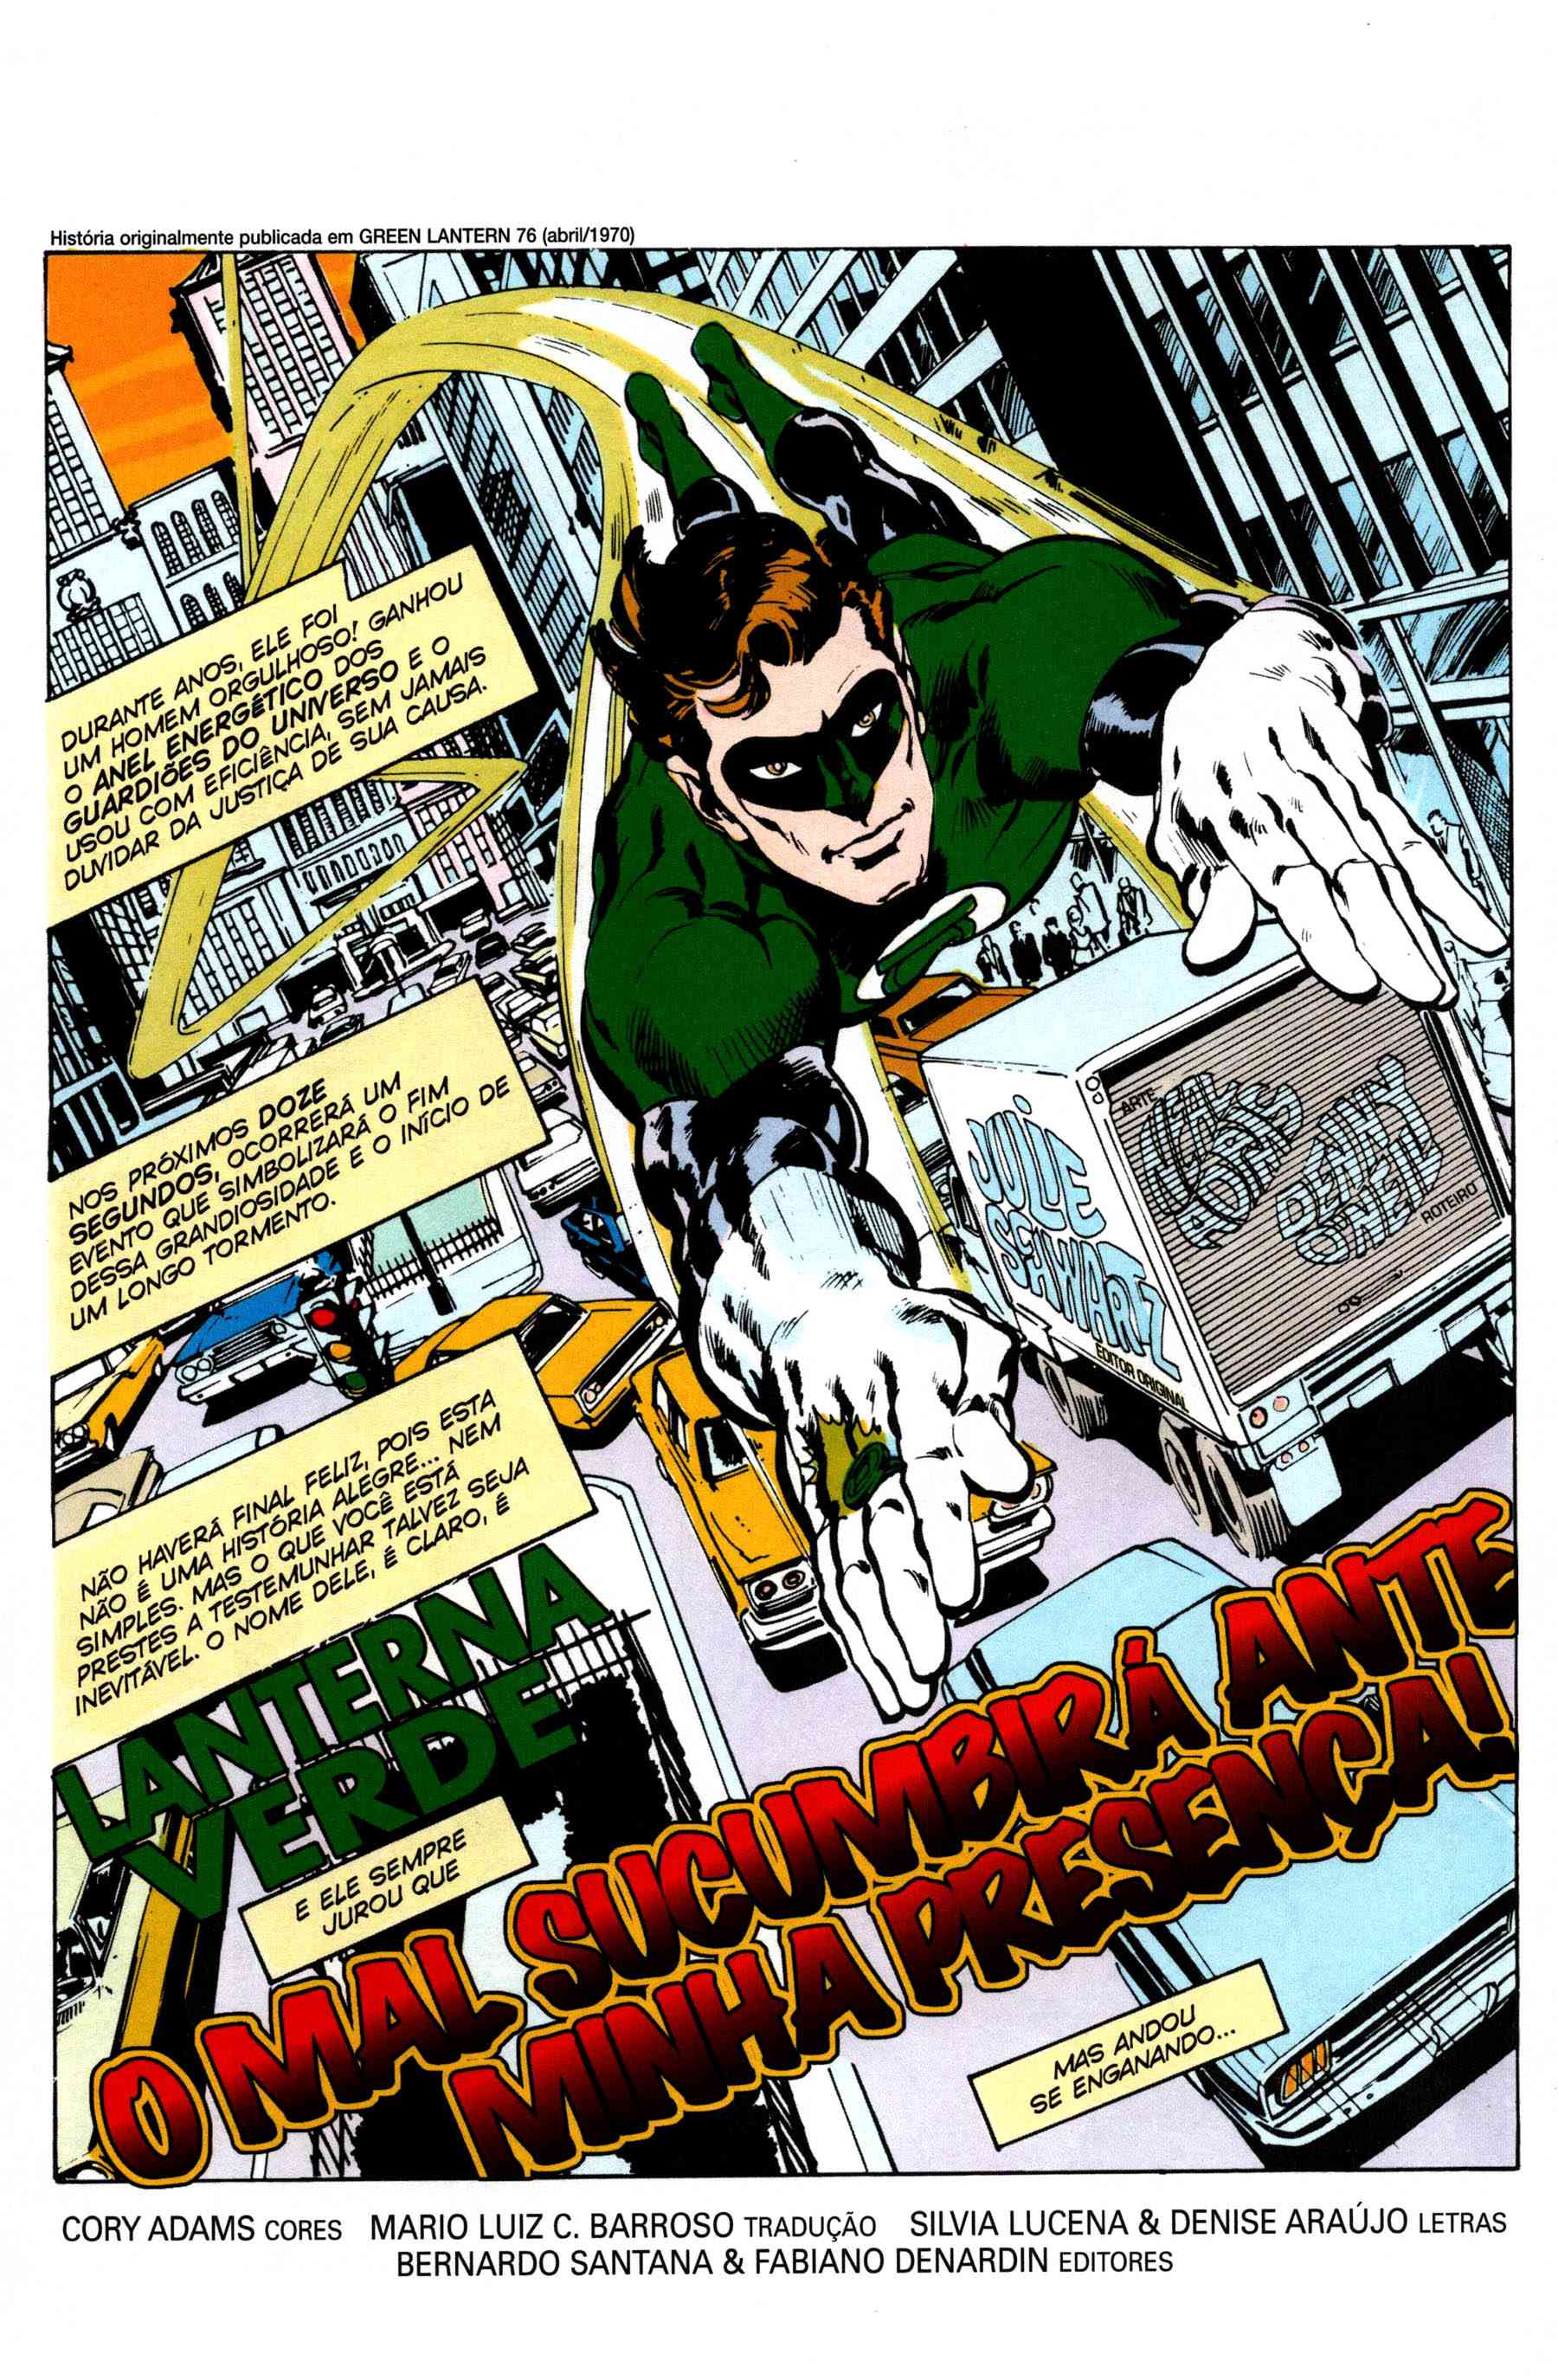 História originalmente publicada em GREEN LANTERN 76 (abril/1970)
DURANTE ANOS, ELE FOI
UM HOMEM ORGULHOSO! GANHOU
O ANEL ENERGÉTICO DOS
GUARDIÕES DO UNIVERSO E O
USOU COM EFICIÊNCIA, SEM JAMAIS
DUVIDAR DA JUSTIÇA DE SUA CAUSA.
NOS PRÓXIMOS DOZE
SEGUNDOS, OCORRERÁ UM
EVENTO QUE SIMBOLIZARÁ O FIM
DESSA GRANDIOSIDADE E O INÍCIO DE
UM LONGO TORMENTO.
ARTE
NEAL
ADAMS
DENNY
O'NEIL
ROTEIRO
JULIE
SCHWARTZ
EDITOR ORIGINAL
NÃO HAVERÁ FINAL FELIZ, POIS ESTA
NÃO É UMA HISTÓRIA ALEGRE... NEM
SIMPLES. MAS O QUE VOCÊ ESTÁ
PRESTES A TESTEMUNHAR TALVEZ SEJA
INEVITÁVEL. O NOME DELE, É CLARO, É
LANTERNA
VERDE
E ELE SEMPRE
JUROU QUE
O MAL SUCUMBIRÁ ANTE
MINHA PRESENÇA!
MAS ANDOU
SE ENGANANDO...
CORY ADAMS CORES MARIO LUIZ C. BARROSO TRADUÇÃO SILVIA LUCENA & DENISE ARAÚJO LETRAS
BERNARDO SANTANA & FABIANO DENARDIN EDITORES